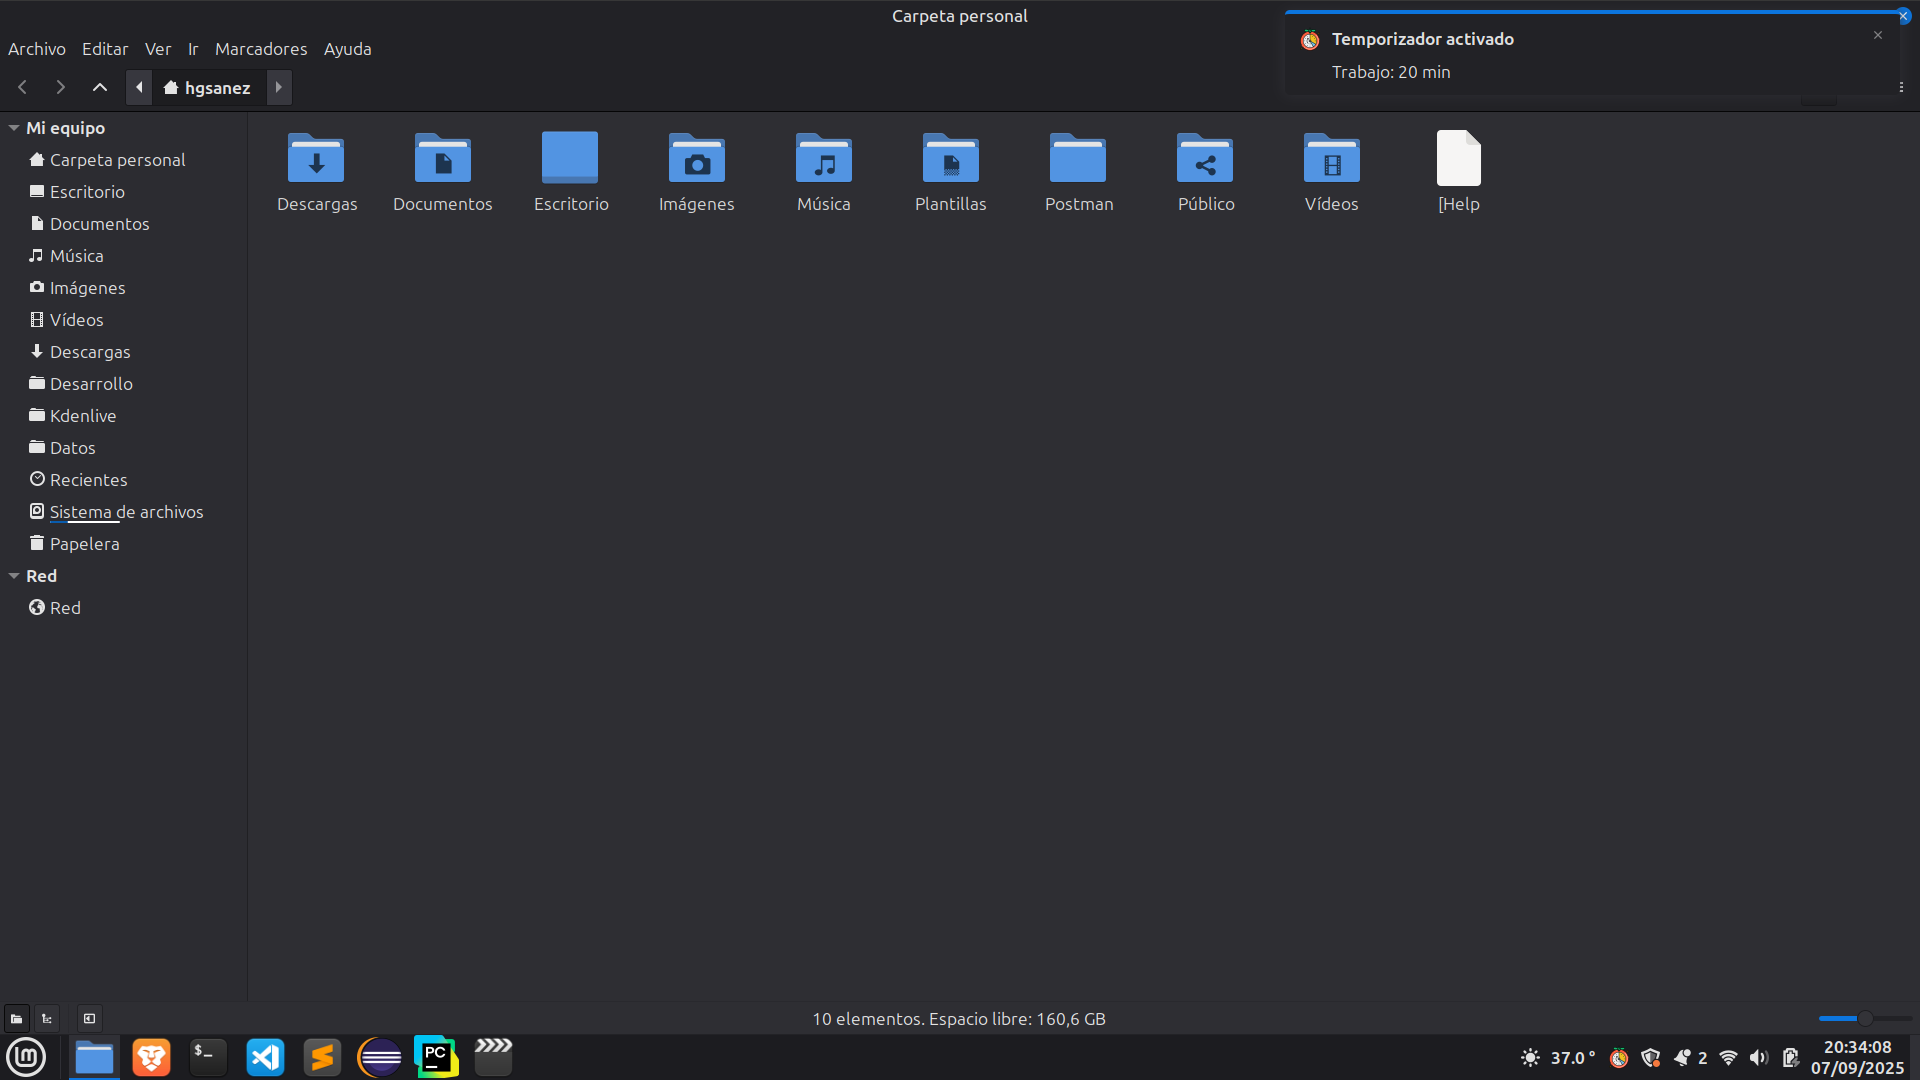 Carpeta personal
Archivo Editar Ver Ir Marcadores Ayuda
Temporizador activado
Trabajo: 20 min
hgsanez
Mi equipo
Carpeta personal
Escritorio
Documentos
Música
Imágenes
Vídeos
Descargas
Desarrollo
Kdenlive
Datos
Recientes
Sistema de archivos
Papelera
Red
Red
Descargas Documentos Escritorio Imágenes Música Plantillas Postman Público Vídeos [Help
10 elementos. Espacio libre: 160,6 GB
$_
PC
37.0 °
2
20:34:08
07/09/2025